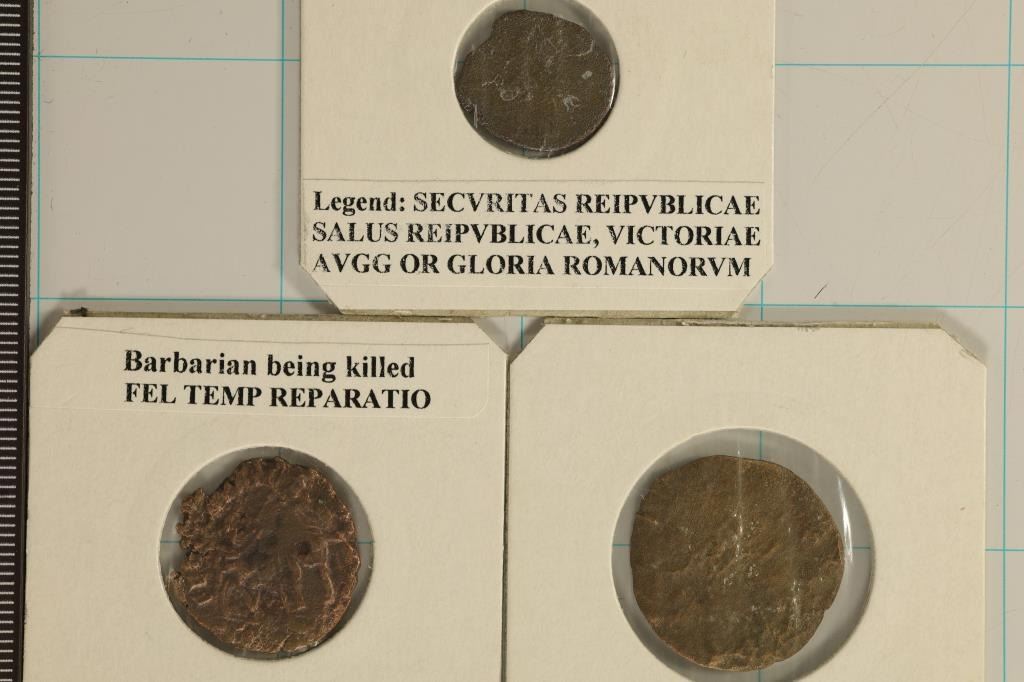 Legend: SECVRITAS REIPVBLICAE
SALUS REIPVBLICAE, VICTORIAE
AVGG OR GLORIA ROMANORVM
Barbarian being killed
FEL TEMP REPARATIO